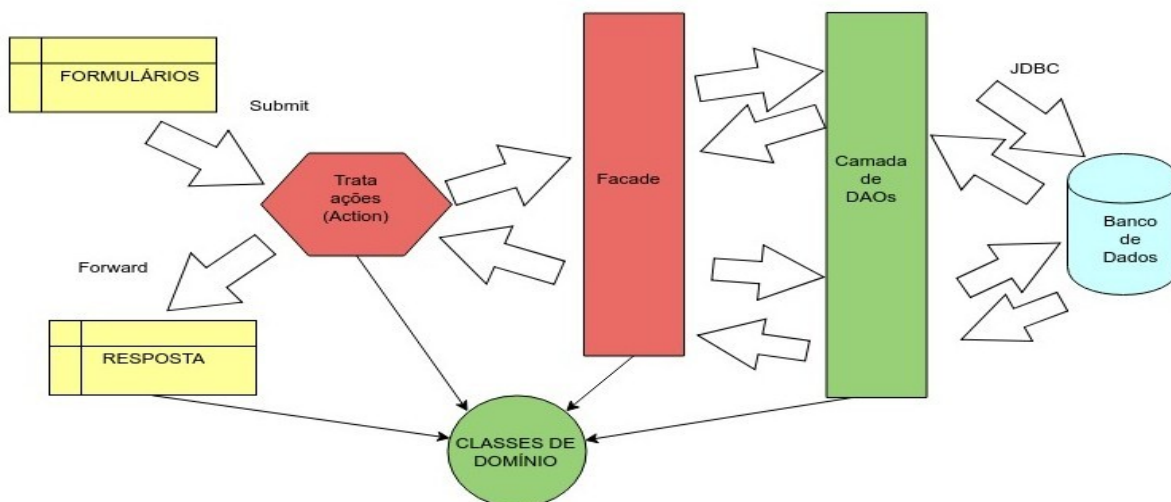 FORMULÁRIOS
Submit
Trata
ações
(Action)
Forward
RESPOSTA
Facade
Camada
de
DAOs
JDBC
Banco
de
Dados
CLASSES DE
DOMÍNIO